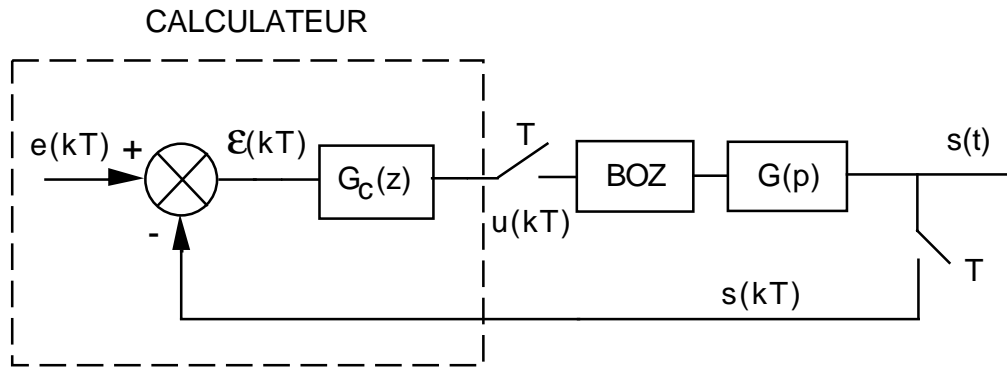 CALCULATEUR
e(kT)
+
-
ε(kT)
G_c(z)
T
u(kT)
BOZ
G(p)
s(t)
T
s(kT)